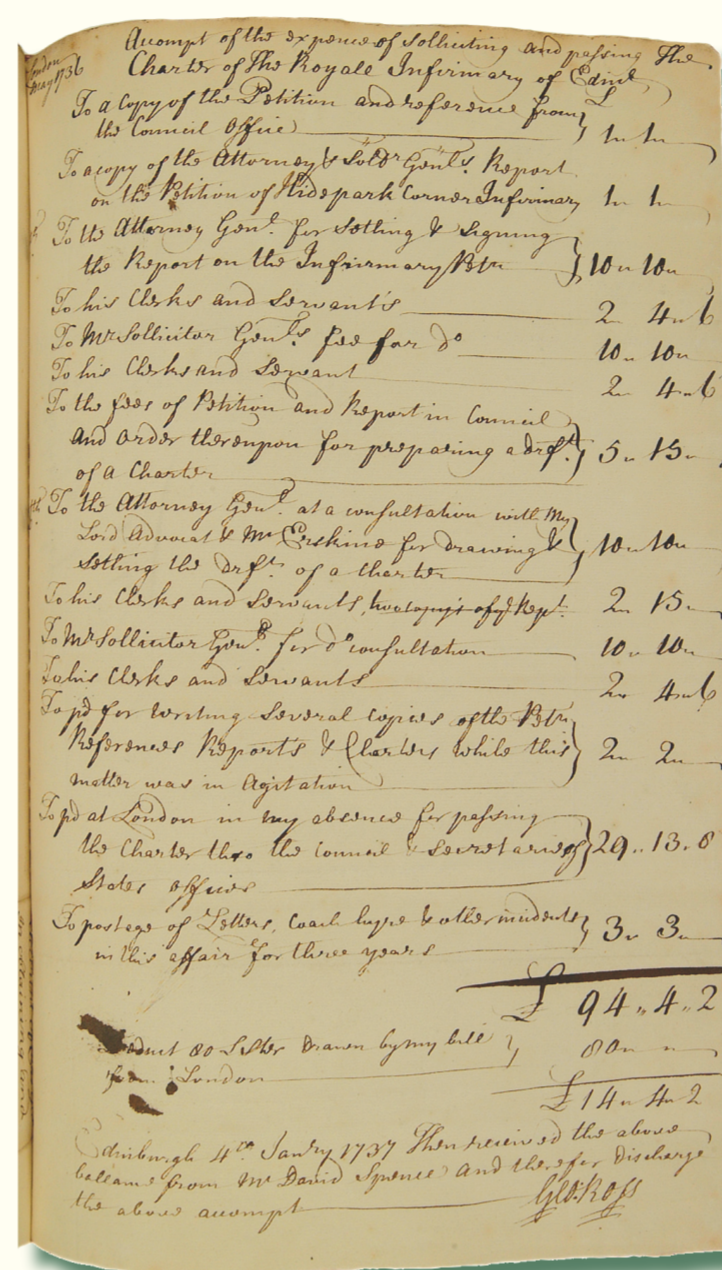 London
May 1736
Accompt of the expence of solliciting and passing The
Charter of The Royale Infirmary of Edinr.
£
To a Copy of the Petition and reference from
the Council Office 1 „ 1 „
To a copy of the Attorney & Sollr Genls. Report
on the Petition of Hidepark Corner Infirmary 1 „ 1 „
To the Attorney Genl. for setling & signing
the Report on the Infirmary Petn 10 „ 10 „
To his Clerks and Servants 2 „ 4 „ 6
To Mr Sollicitor Genls. fee for do 10 „ 10 „
To his Clerks and Servant 2 „ 4 „ 6
To the fees of Petition and Report in Council
and order thereupon for preparing a drft. 5 „ 15 „
of a Charter
To the Attorney Genl. at a consultation with My
Lord Advocat & Mr Erskine for drawing & 10 „ 10 „
setling the drft. of a Charter
To his Clerks and Servants, two copys of ye Rept. 2 „ 15 „
To Mr Sollicitor Genl. for do consultation 10 „ 10 „
To his Clerks and Servants 2 „ 4 „ 6
To pd for writing several copies of the Petn
References Reports & Charters while this 2 „ 2 „
matter was in Agitation
To pd at London in my absence for passing
the Charter thro the Council & Secretaries of 29 „ 13 „ 8
States offices
To postage of Letters, Coach hyre & other incidents 3 „ 3 „
in this affair for three years
£ 94 „ 4 „ 2
deduct 80 £ Ster drawn by my bill 80 „ „
from London
£ 14 „ 4 „ 2
Edinburgh 4th Janry 1737 Then received the above
ballance from Mr David Spence and therefor discharge
the above accompt
Geo: Ross